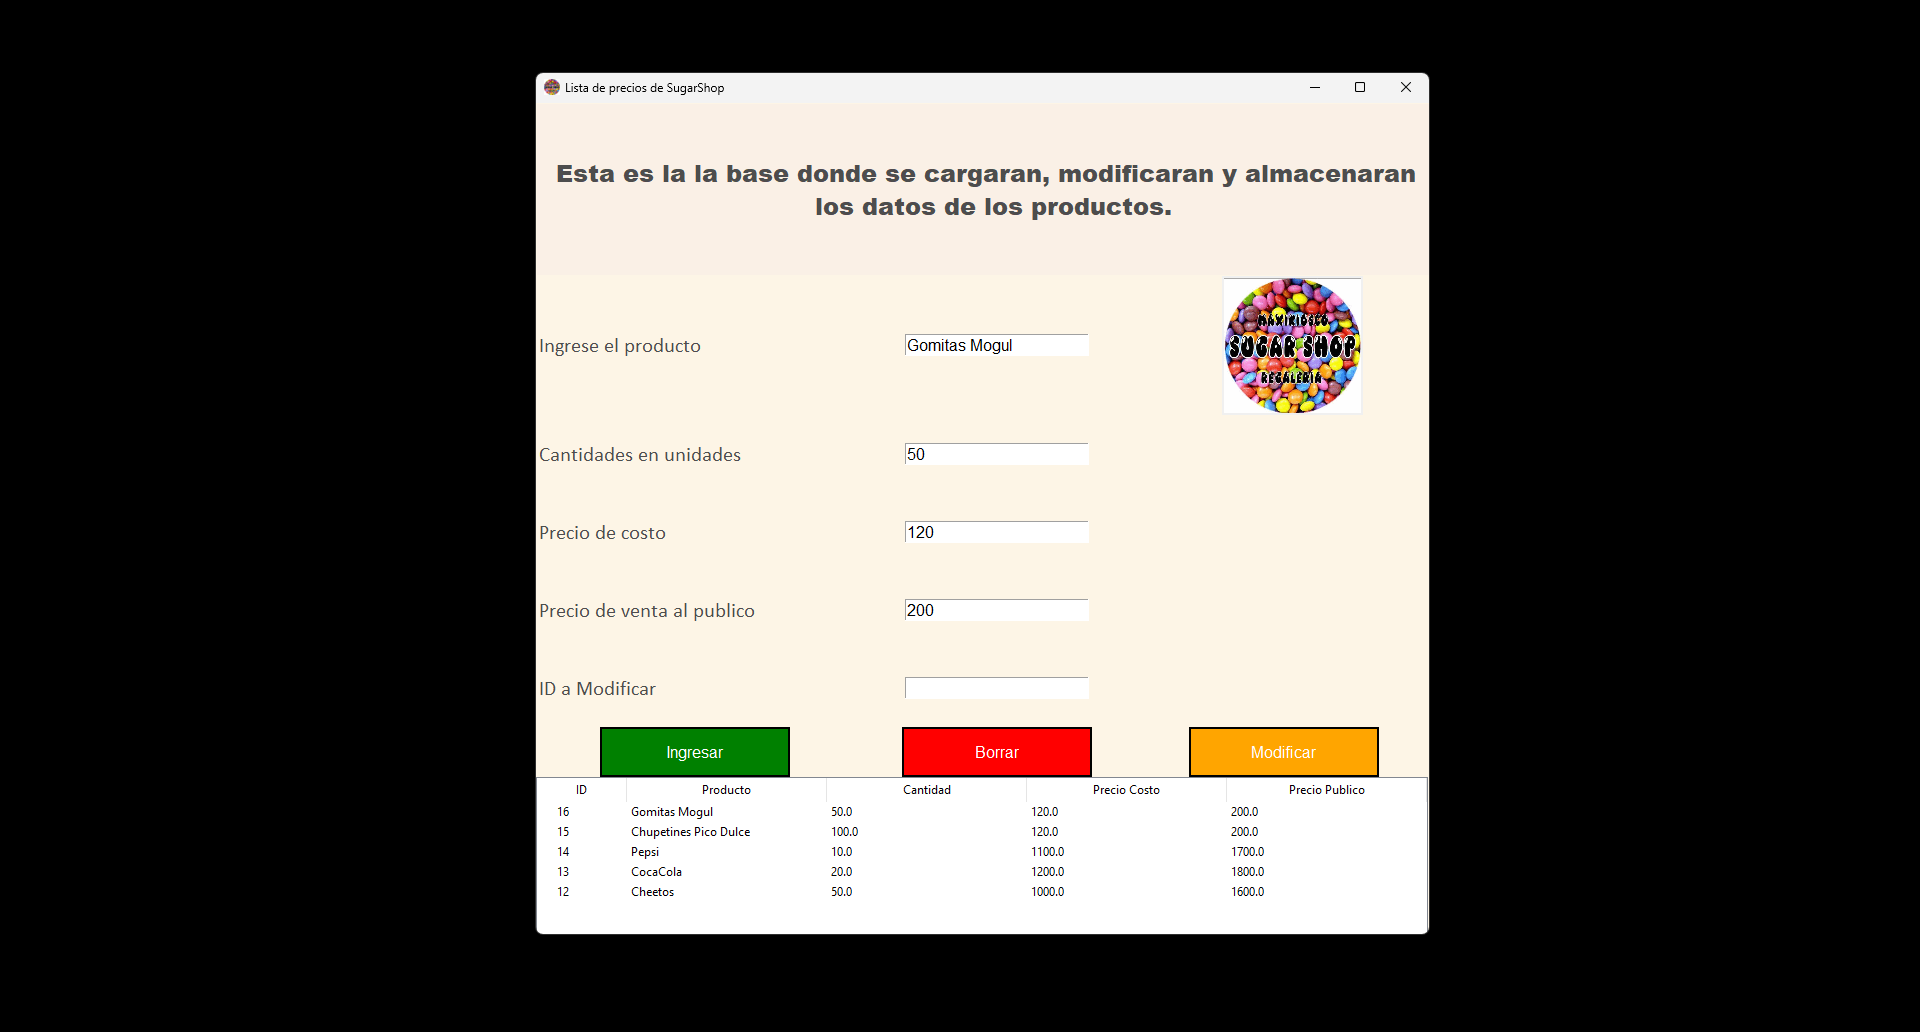 Lista de precios de SugarShop
Esta es la la base donde se cargaran, modificaran y almacenaran
los datos de los productos.
MAXIKIOSCO
SUGAR SHOP
REGALERIA
Ingrese el producto
Gomitas Mogul
Cantidades en unidades
50
Precio de costo
120
Precio de venta al publico
200
ID a Modificar
Ingresar Borrar Modificar
ID Producto Cantidad Precio Costo Precio Publico
16 Gomitas Mogul 50.0 120.0 200.0
15 Chupetines Pico Dulce 100.0 120.0 200.0
14 Pepsi 10.0 1100.0 1700.0
13 CocaCola 20.0 1200.0 1800.0
12 Cheetos 50.0 1000.0 1600.0